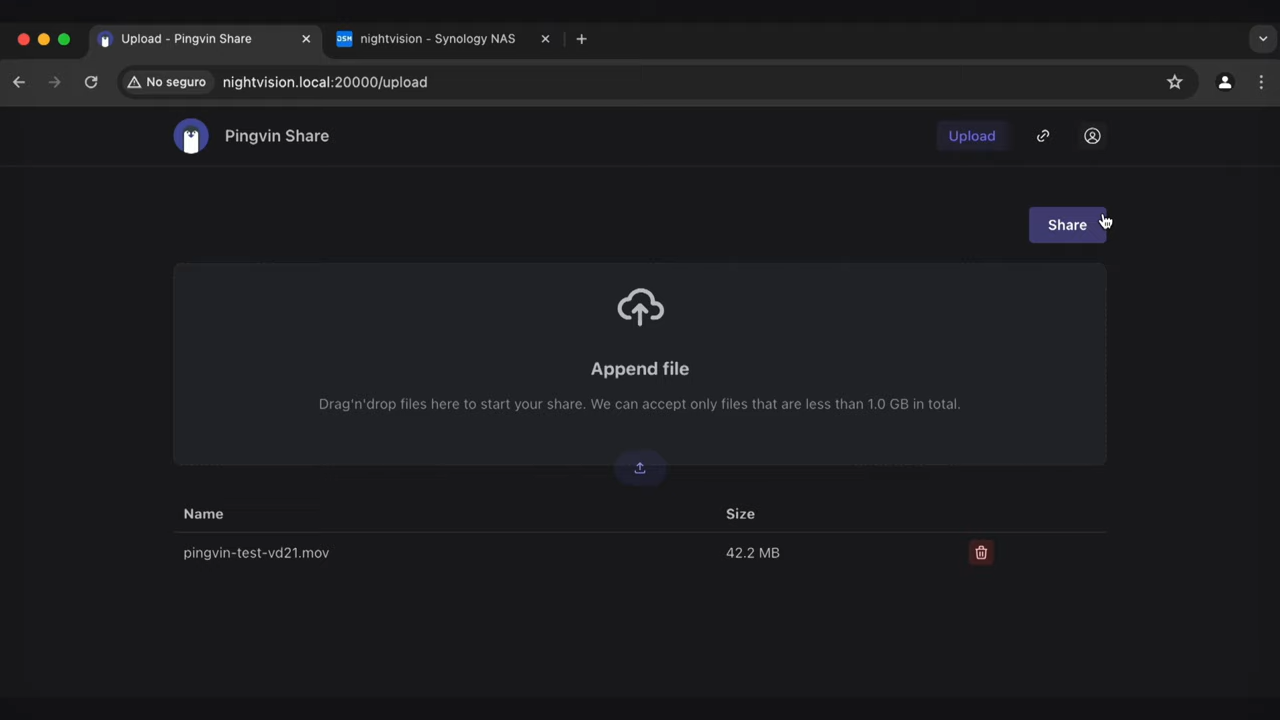 Upload - Pingvin Share
DSM nightvision - Synology NAS
No seguro nightvision.local:20000/upload
Pingvin Share
Upload
Share
Append file
Drag'n'drop files here to start your share. We can accept only files that are less than 1.0 GB in total.
Name Size
pingvin-test-vd21.mov 42.2 MB